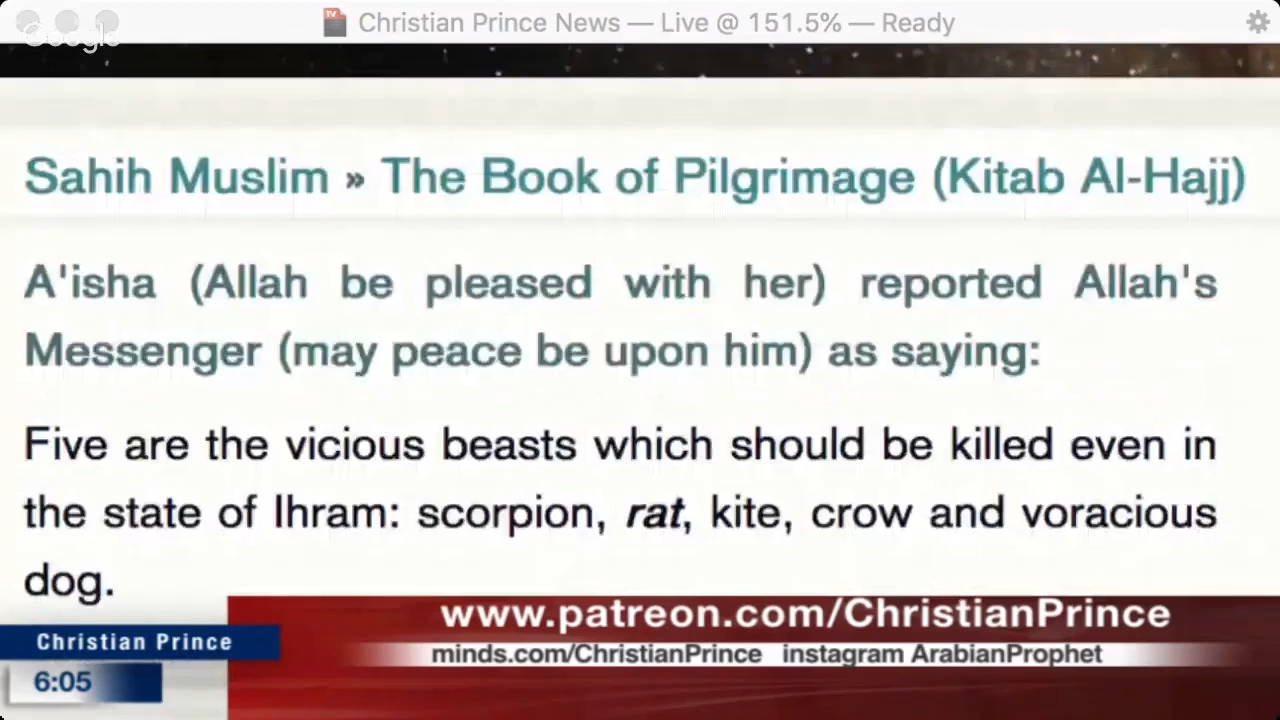 Christian Prince News — Live @ 151.5% — Ready
Google
Sahih Muslim » The Book of Pilgrimage (Kitab Al-Hajj)
A'isha (Allah be pleased with her) reported Allah's
Messenger (may peace be upon him) as saying:
Five are the vicious beasts which should be killed even in
the state of Ihram: scorpion, rat, kite, crow and voracious
dog.
www.patreon.com/ChristianPrince
Christian Prince
minds.com/ChristianPrince instagram ArabianProphet
6:05